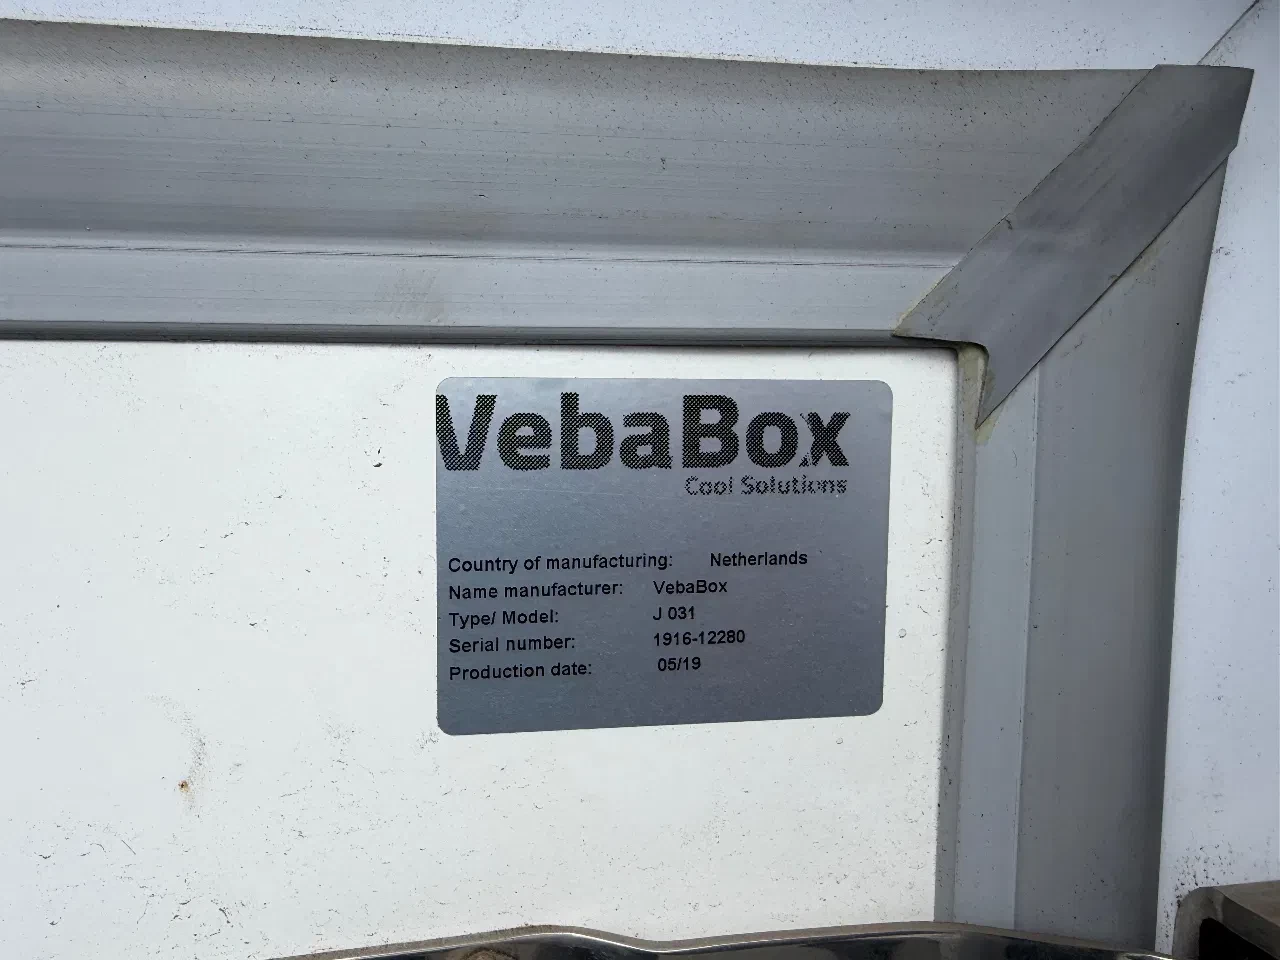 VebaBox
Cool Solutions
Country of manufacturing: Netherlands
Name manufacturer: VebaBox
Type/ Model: J 031
Serial number: 1916-12280
Production date: 05/19